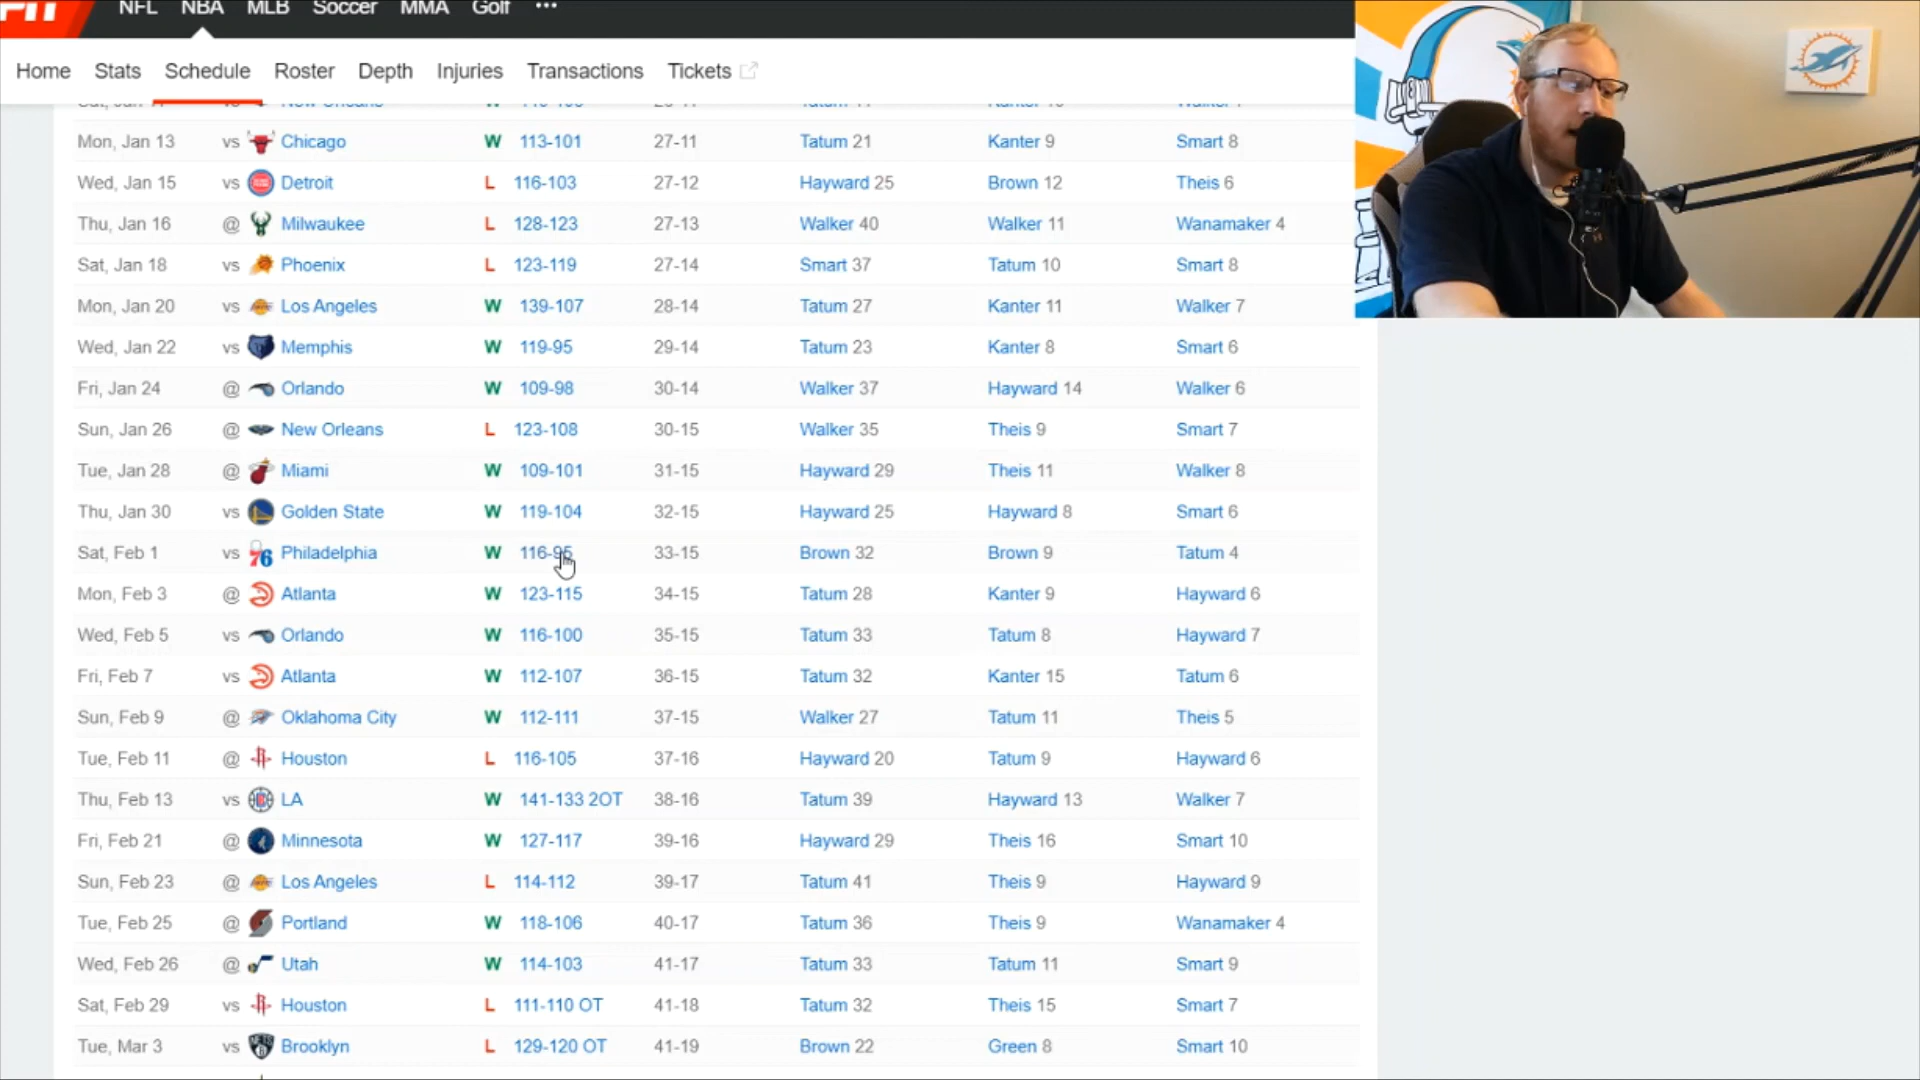 NFL NBA MLB Soccer MMA Golf ...
Home Stats Schedule Roster Depth Injuries Transactions Tickets
Mon, Jan 13 vs Chicago W 113-101 27-11 Tatum 21 Kanter 9 Smart 8
Wed, Jan 15 vs Detroit L 116-103 27-12 Hayward 25 Brown 12 Theis 6
Thu, Jan 16 @ Milwaukee L 128-123 27-13 Walker 40 Walker 11 Wanamaker 4
Sat, Jan 18 vs Phoenix L 123-119 27-14 Smart 37 Tatum 10 Smart 8
Mon, Jan 20 vs Los Angeles W 139-107 28-14 Tatum 27 Kanter 11 Walker 7
Wed, Jan 22 vs Memphis W 119-95 29-14 Tatum 23 Kanter 8 Smart 6
Fri, Jan 24 @ Orlando W 109-98 30-14 Walker 37 Hayward 14 Walker 6
Sun, Jan 26 @ New Orleans L 123-108 30-15 Walker 35 Theis 9 Smart 7
Tue, Jan 28 @ Miami W 109-101 31-15 Hayward 29 Theis 11 Walker 8
Thu, Jan 30 vs Golden State W 119-104 32-15 Hayward 25 Hayward 8 Smart 6
Sat, Feb 1 vs 76 Philadelphia W 116-95 33-15 Brown 32 Brown 9 Tatum 4
Mon, Feb 3 @ Atlanta W 123-115 34-15 Tatum 28 Kanter 9 Hayward 6
Wed, Feb 5 vs Orlando W 116-100 35-15 Tatum 33 Tatum 8 Hayward 7
Fri, Feb 7 vs Atlanta W 112-107 36-15 Tatum 32 Kanter 15 Tatum 6
Sun, Feb 9 @ Oklahoma City W 112-111 37-15 Walker 27 Tatum 11 Theis 5
Tue, Feb 11 @ Houston L 116-105 37-16 Hayward 20 Tatum 9 Hayward 6
Thu, Feb 13 vs LA W 141-133 2OT 38-16 Tatum 39 Hayward 13 Walker 7
Fri, Feb 21 @ Minnesota W 127-117 39-16 Hayward 29 Theis 16 Smart 10
Sun, Feb 23 @ Los Angeles L 114-112 39-17 Tatum 41 Theis 9 Hayward 9
Tue, Feb 25 @ Portland W 118-106 40-17 Tatum 36 Theis 9 Wanamaker 4
Wed, Feb 26 @ Utah W 114-103 41-17 Tatum 33 Tatum 11 Smart 9
Sat, Feb 29 vs Houston L 111-110 OT 41-18 Tatum 32 Theis 15 Smart 7
Tue, Mar 3 vs Brooklyn L 129-120 OT 41-19 Brown 22 Green 8 Smart 10